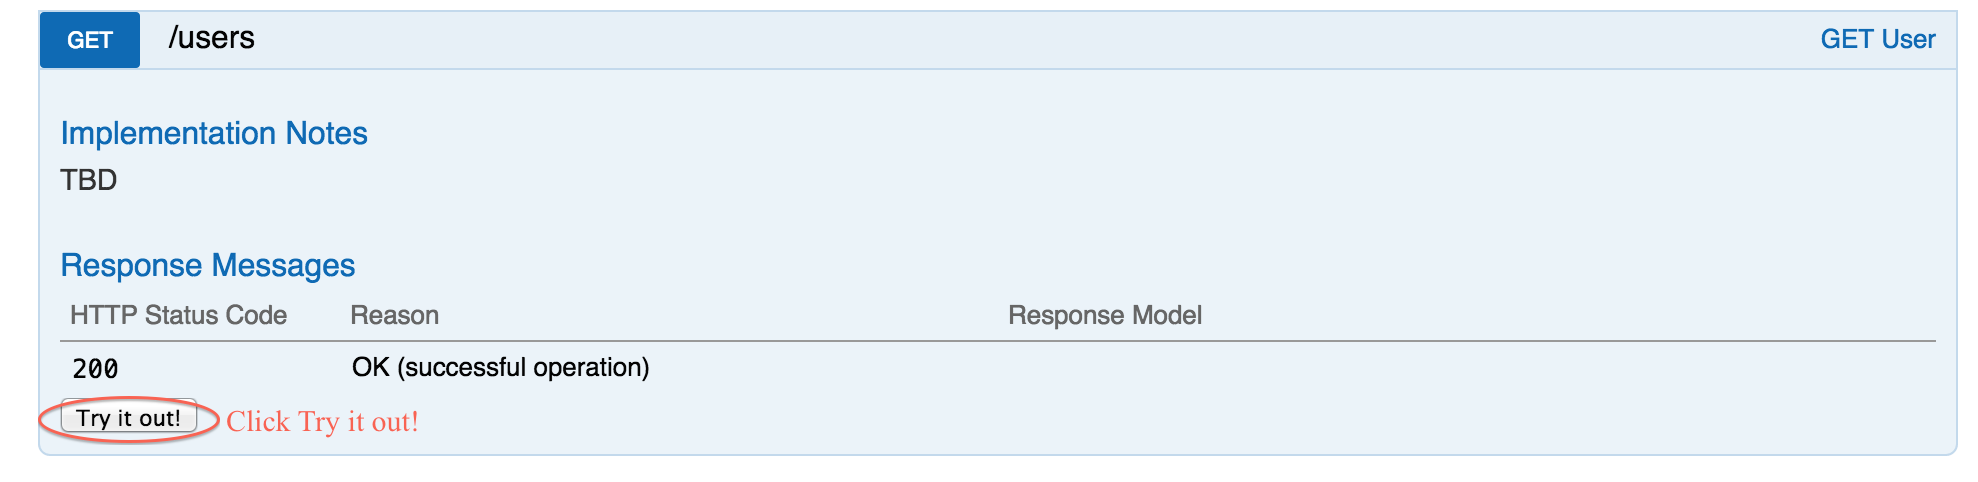 GET /users GET User
Implementation Notes
TBD
Response Messages
HTTP Status Code Reason Response Model
200 OK (successful operation)
Try it out! Click Try it out!